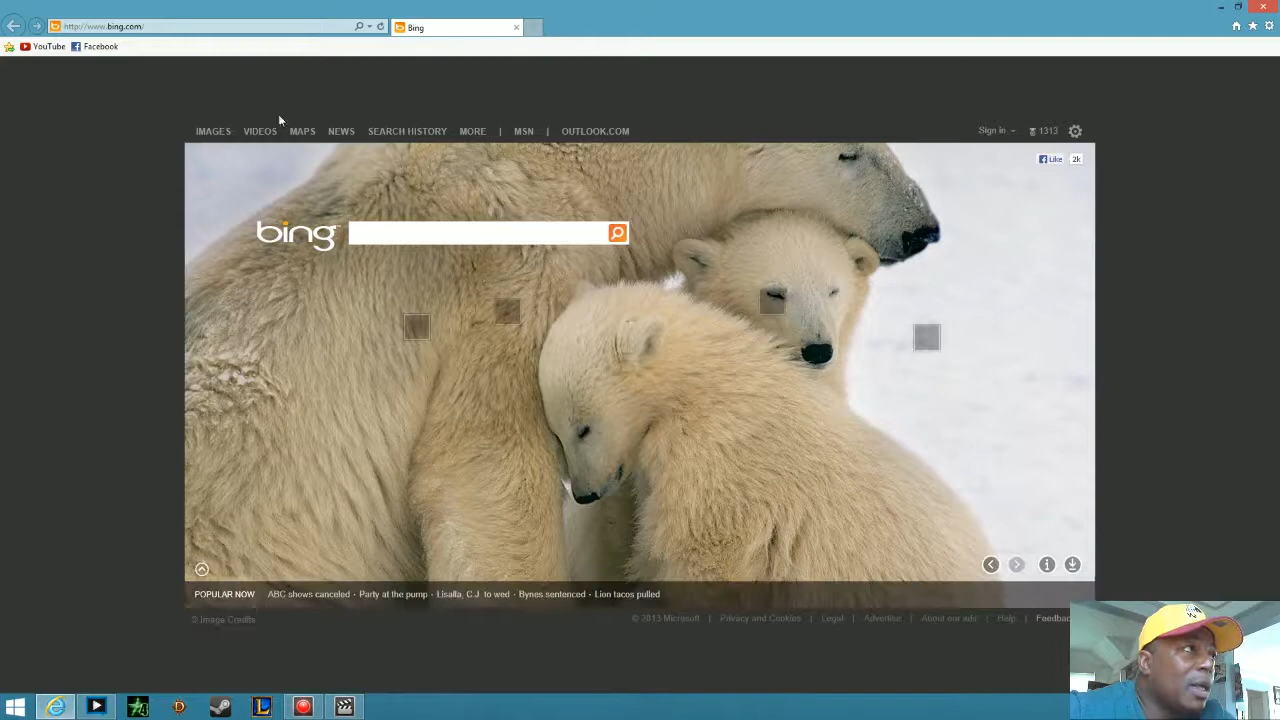 http://www.bing.com/
Bing
YouTube
Facebook
IMAGES VIDEOS MAPS NEWS SEARCH HISTORY MORE | MSN | OUTLOOK.COM
Sign in
1313
Like 2k
bing
POPULAR NOW ABC shows canceled · Party at the pump · Lisalla, C.J. to wed · Bynes sentenced · Lion tacos pulled
© Image Credits
© 2013 Microsoft | Privacy and Cookies | Legal | Advertise | About our ads | Help | Feedbac